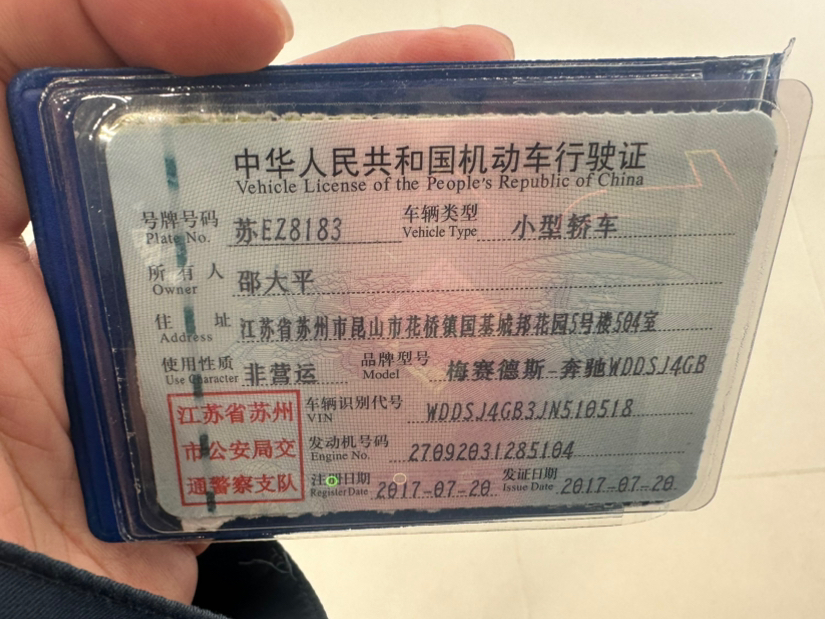 中华人民共和国机动车行驶证
Vehicle License of the People's Republic of China
号牌号码 苏EZ8183 车辆类型 小型轿车
Plate No. Vehicle Type
所有人 邵大平
Owner
住址 江苏省苏州市昆山市花桥镇国基城邦花园5号楼504室
Address
使用性质 非营运 品牌型号 梅赛德斯-奔驰WDDSJ4GB
Use Character Model
江苏省苏州 车辆识别代号 WDDSJ4GB3JN510518
VIN
市公安局交 发动机号码 27092031285104
Engine No.
通警察支队 注册日期 2017-07-20 发证日期 2017-07-20
Register Date Issue Date